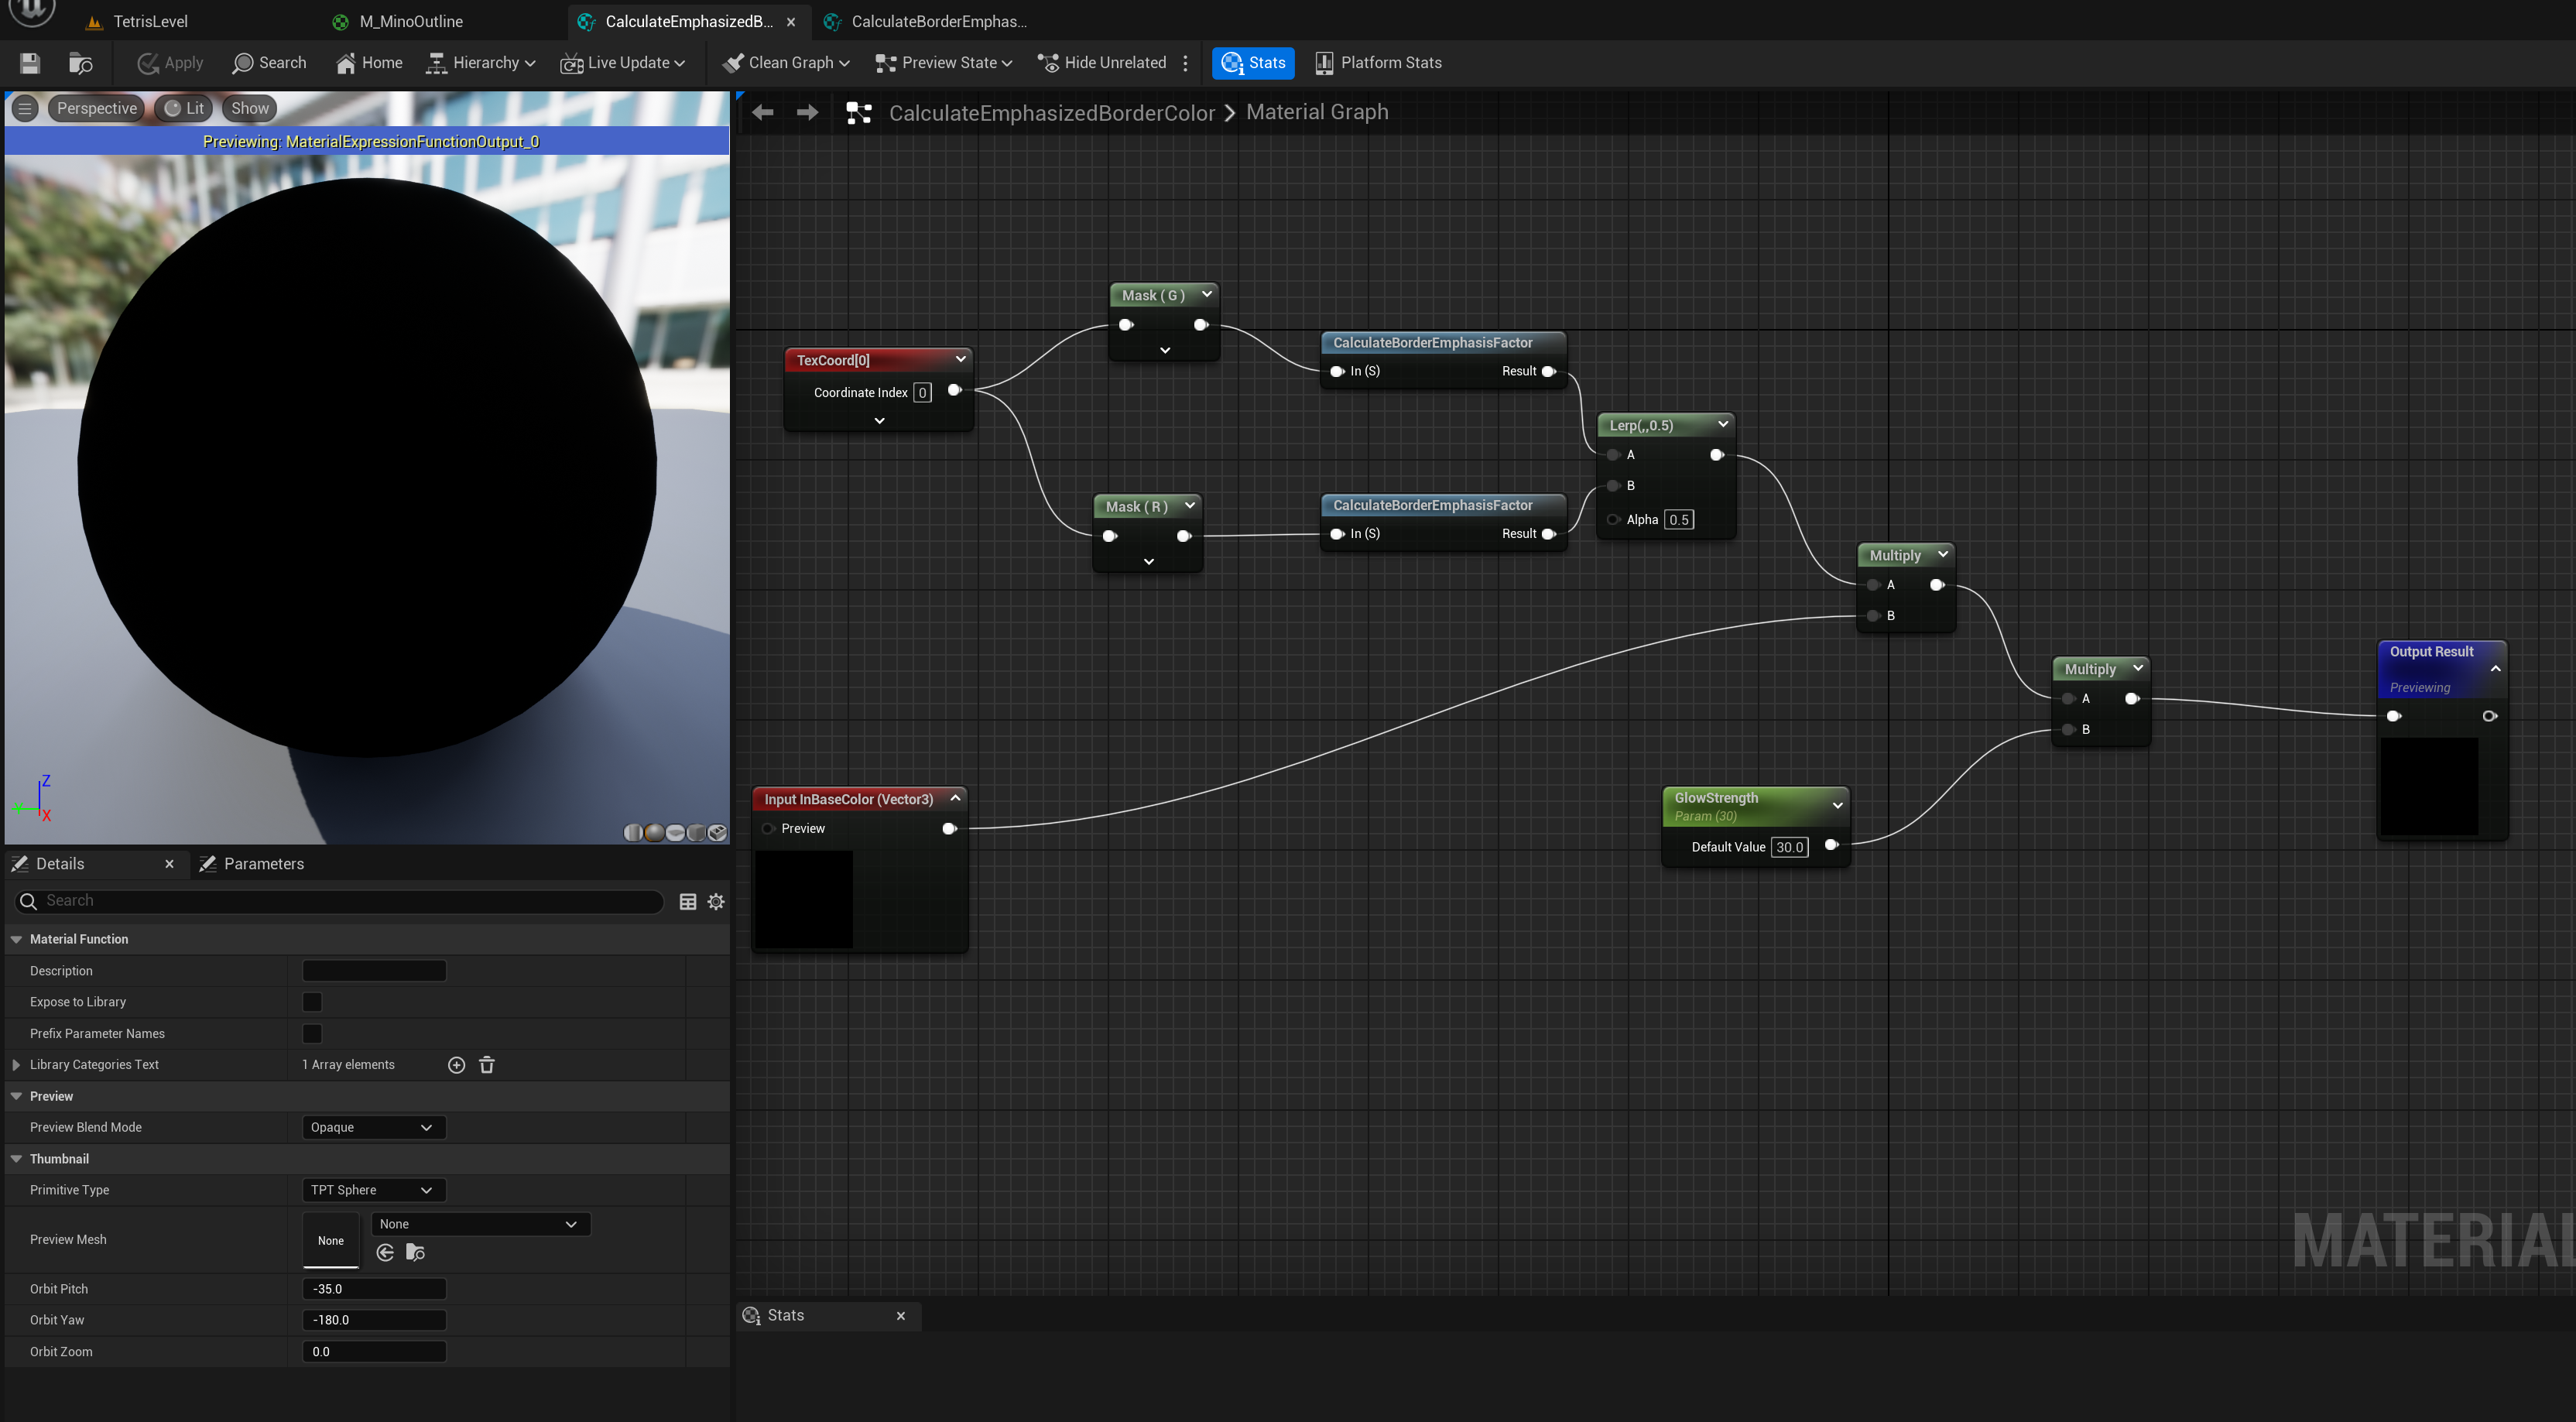 TetrisLevel
M_MinoOutline
CalculateEmphasizedB...
CalculateBorderEmphas...
Apply
Search
Home
Hierarchy
Live Update
Clean Graph
Preview State
Hide Unrelated
Stats
Platform Stats
Perspective
Lit
Show
Previewing: MaterialExpressionFunctionOutput_0
CalculateEmphasizedBorderColor
Material Graph
Mask ( G )
TexCoord[0]
Coordinate Index 0
CalculateBorderEmphasisFactor
In (S)
Result
Lerp(,,0.5)
A
B
Alpha 0.5
Mask ( R )
CalculateBorderEmphasisFactor
In (S)
Result
Multiply
A
B
Multiply
A
B
Output Result
Previewing
Input InBaseColor (Vector3)
Preview
GlowStrength
Param (30)
Default Value 30.0
Z
X
MATERIAL
Details
Parameters
Search
Material Function
Description
Expose to Library
Prefix Parameter Names
Library Categories Text
1 Array elements
Preview
Preview Blend Mode
Opaque
Thumbnail
Primitive Type
TPT Sphere
Preview Mesh
None
None
Orbit Pitch
-35.0
Orbit Yaw
-180.0
Orbit Zoom
0.0
Stats